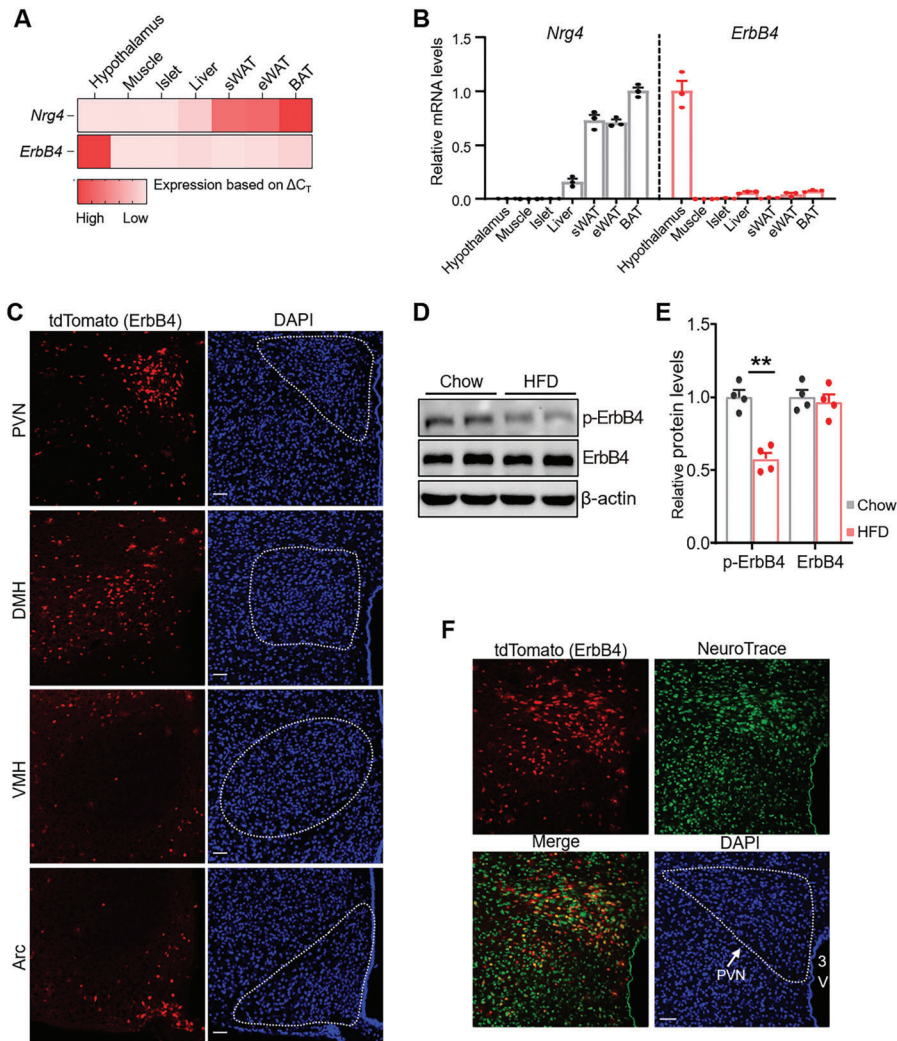 A
Hypothalamus
Muscle
Islet
Liver
sWAT
eWAT
BAT
Nrg4
ErbB4
Expression based on ΔCT
High Low
B
Nrg4 ErbB4
Relative mRNA levels
1.5
1.0
0.5
0.0
Hypothalamus
Muscle
Islet
Liver
sWAT
eWAT
BAT
Hypothalamus
Muscle
Islet
Liver
sWAT
eWAT
BAT
C
tdTomato (ErbB4) DAPI
PVN
DMH
VMH
Arc
D
Chow HFD
p-ErbB4
ErbB4
β-actin
E
Relative protein levels
1.5
1.0
0.5
0.0
**
Chow
HFD
p-ErbB4 ErbB4
F
tdTomato (ErbB4) NeuroTrace
Merge DAPI
PVN
3
V